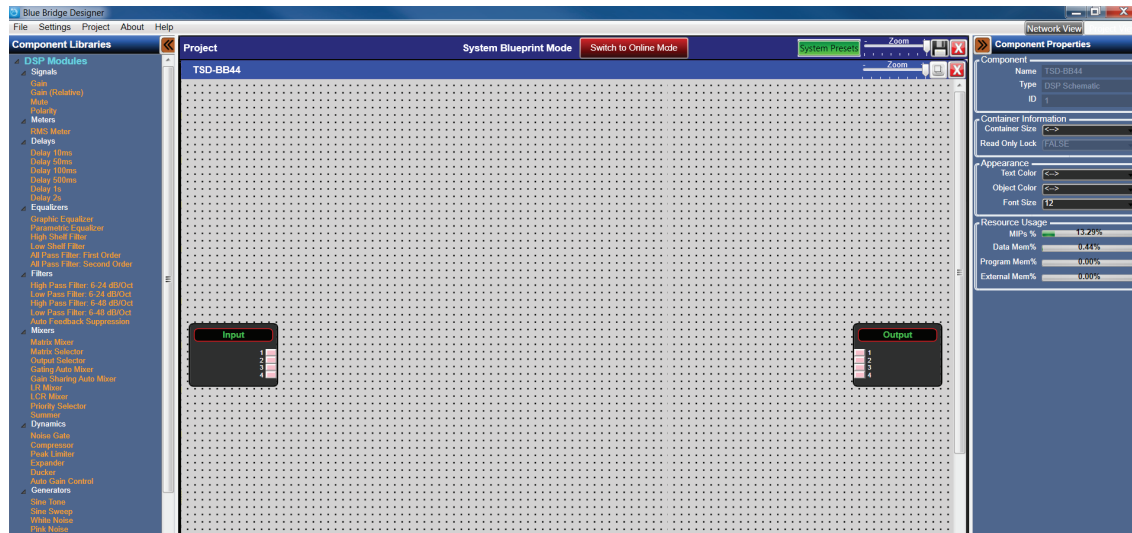 Blue Bridge Designer
File Settings Project About Help
Network View
Component Libraries
DSP Modules
Signals
Gain
Gain (Relative)
Mute
Polarity
Meters
RMS Meter
Delays
Delay 10ms
Delay 50ms
Delay 100ms
Delay 500ms
Delay 1s
Delay 2s
Equalizers
Graphic Equalizer
Parametric Equalizer
High Shelf Filter
Low Shelf Filter
All Pass Filter: First Order
All Pass Filter: Second Order
Filters
High Pass Filter: 6-24 dB/Oct
Low Pass Filter: 6-24 dB/Oct
High Pass Filter: 6-48 dB/Oct
Low Pass Filter: 6-48 dB/Oct
Auto Feedback Suppression
Mixers
Matrix Mixer
Matrix Selector
Output Selector
Gating Auto Mixer
Gain Sharing Auto Mixer
LR Mixer
LCR Mixer
Priority Selector
Summer
Dynamics
Noise Gate
Compressor
Peak Limiter
Expander
Ducker
Auto Gain Control
Generators
Sine Tone
Sine Sweep
White Noise
Pink Noise
Project System Blueprint Mode Switch to Online Mode System Presets - Zoom + X
TSD-BB44 - Zoom + X
Input
1
2
3
4
Output
1
2
3
4
Component Properties
Component
Name TSD-BB44
Type DSP Schematic
ID 1
Container Information
Container Size <-->
Read Only Lock FALSE
Appearance
Text Color <-->
Object Color <-->
Font Size 12
Resource Usage
MIPs % 13.29%
Data Mem% 0.44%
Program Mem% 0.00%
External Mem% 0.00%